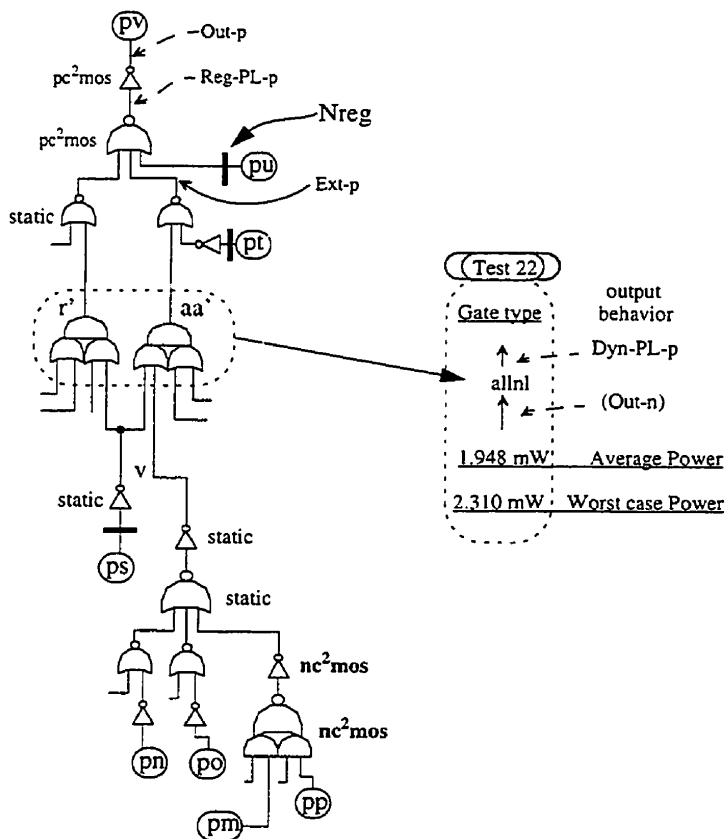 pv
Out-p
pc²mos
Reg-PL-p
Nreg
pc²mos
pu
Ext-p
static
pt
r'
aa
Test 22
Gate type
output
behavior
Dyn-PL-p
allnl
(Out-n)
1.948 mW Average Power
2.310 mW Worst case Power
v
static
ps
static
static
nc²mos
nc²mos
pn
po
pp
pm